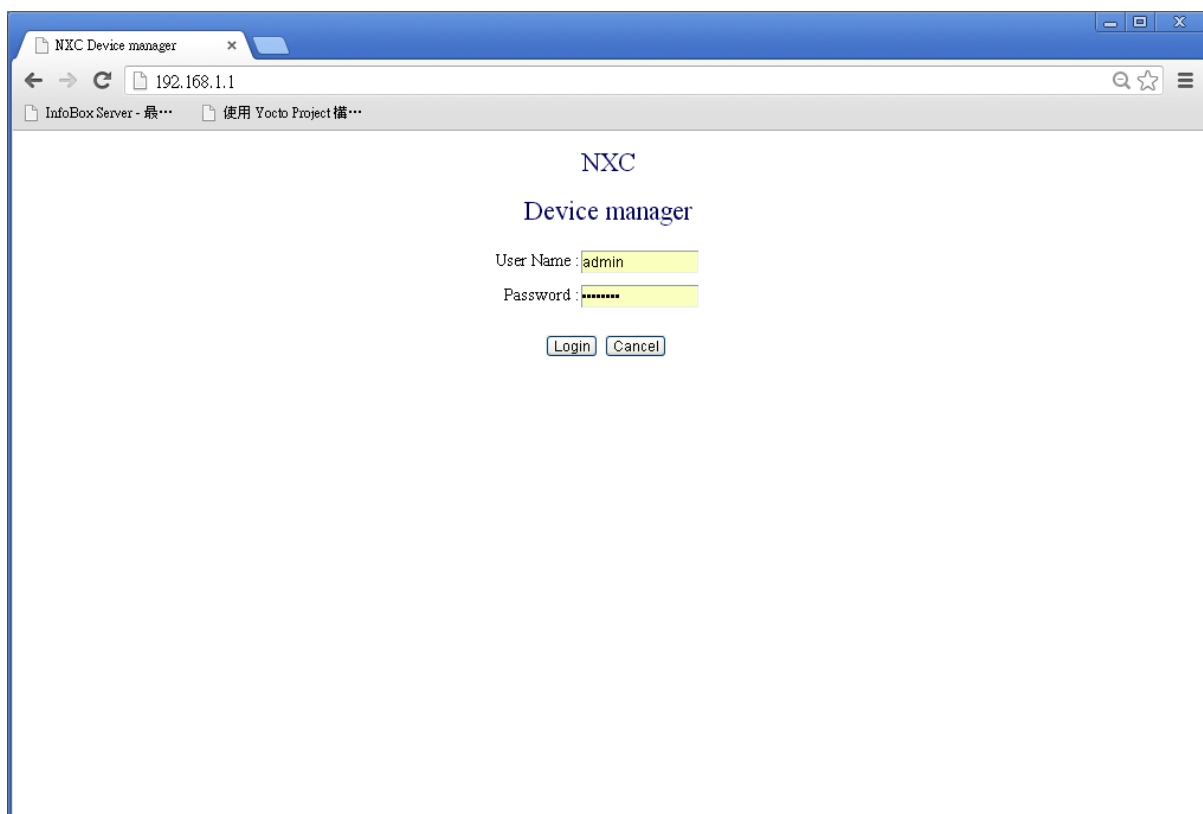 NXC Device manager
192.168.1.1
InfoBox Server - 最⋯
使用 Yocto Project 構⋯
NXC
Device manager
User Name : admin
Password : ••••••••
Login Cancel